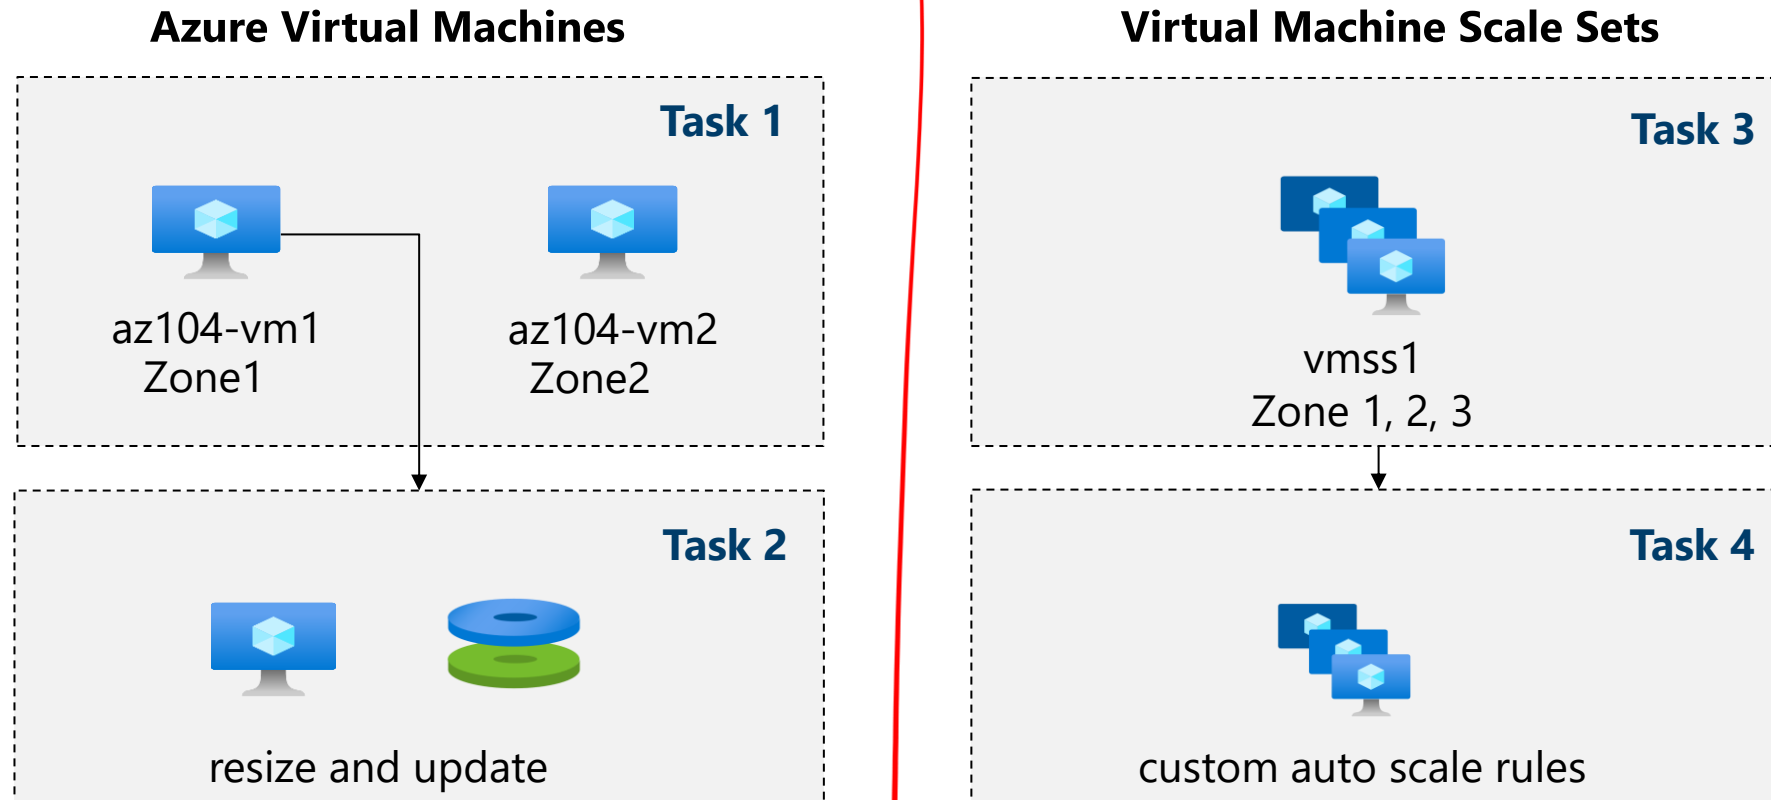 Azure Virtual Machines
Task 1
az104-vm1
Zone1
az104-vm2
Zone2
Task 2
resize and update
Virtual Machine Scale Sets
Task 3
vmss1
Zone 1, 2, 3
Task 4
custom auto scale rules